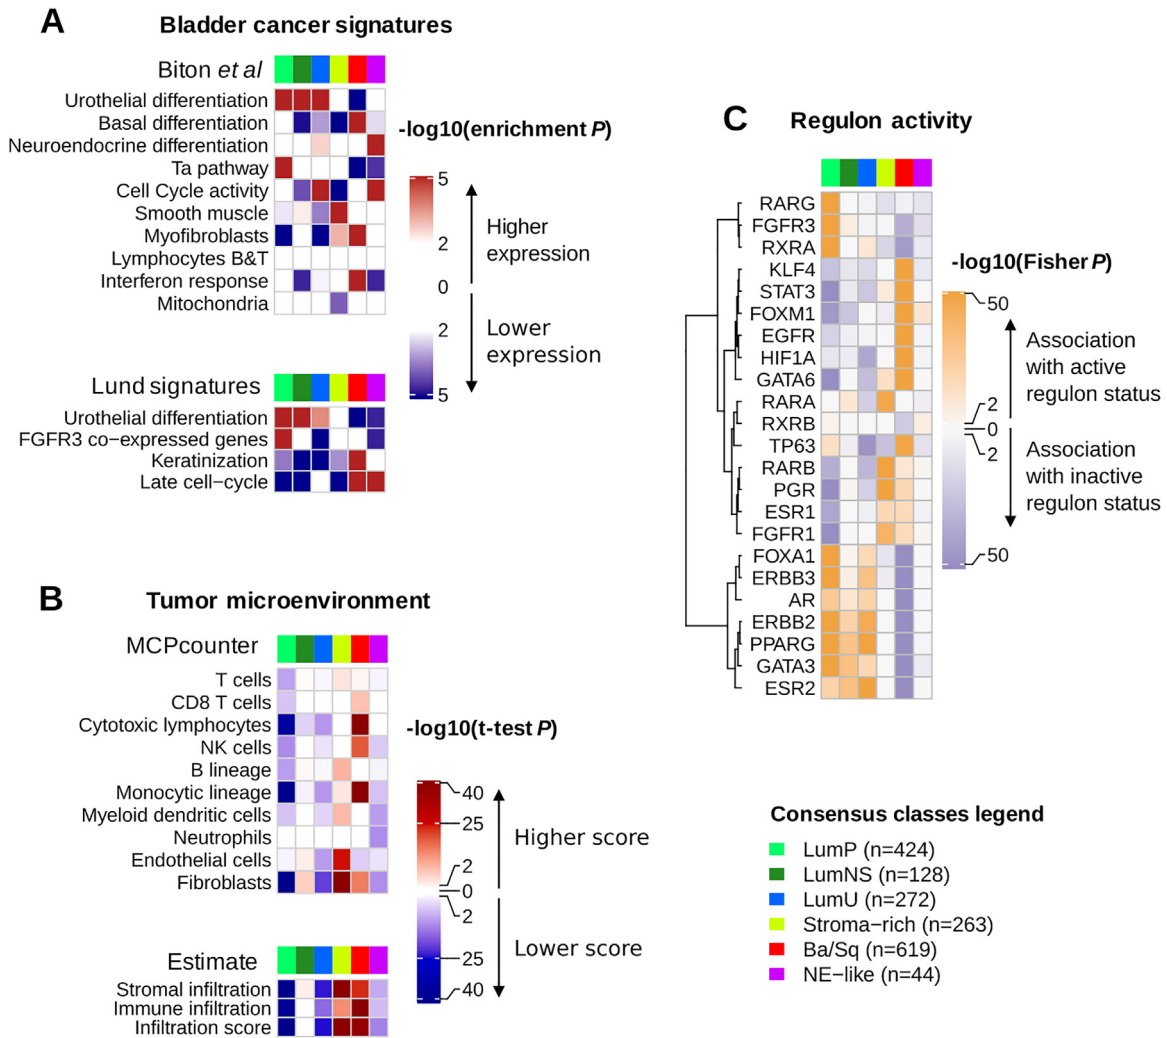 A
Bladder cancer signatures
Biton et al
Urothelial differentiation
Basal differentiation
Neuroendocrine differentiation
Ta pathway
Cell Cycle activity
Smooth muscle
Myofibroblasts
Lymphocytes B&T
Interferon response
Mitochondria
-log10(enrichment P)
5
2
0
2
5
Higher
expression
Lower
expression
Lund signatures
Urothelial differentiation
FGFR3 co−expressed genes
Keratinization
Late cell−cycle
B
Tumor microenvironment
MCPcounter
T cells
CD8 T cells
Cytotoxic lymphocytes
NK cells
B lineage
Monocytic lineage
Myeloid dendritic cells
Neutrophils
Endothelial cells
Fibroblasts
-log10(t-test P)
40
25
2
0
2
25
40
Higher score
Lower score
Estimate
Stromal infiltration
Immune infiltration
Infiltration score
C
Regulon activity
RARG
FGFR3
RXRA
KLF4
STAT3
FOXM1
EGFR
HIF1A
GATA6
RARA
RXRB
TP63
RARB
PGR
ESR1
FGFR1
FOXA1
ERBB3
AR
ERBB2
PPARG
GATA3
ESR2
-log10(Fisher P)
50
2
0
2
50
Association
with active
regulon status
Association
with inactive
regulon status
Consensus classes legend
LumP (n=424)
LumNS (n=128)
LumU (n=272)
Stroma−rich (n=263)
Ba/Sq (n=619)
NE−like (n=44)